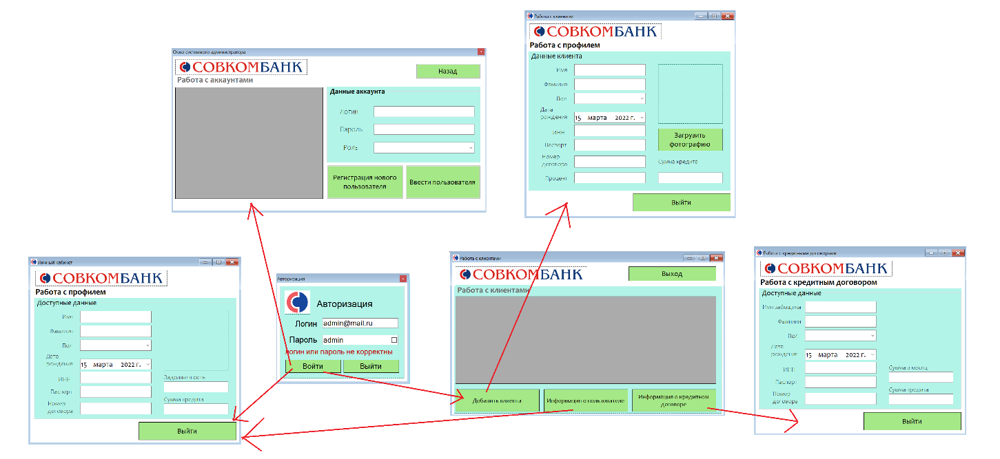 Окно системного администратора
СОВКОМБАНК
Назад
Работа с аккаунтами
Данные аккаунта
Логин
Пароль
Роль
Регистрация нового
пользователя
Ввести пользователя
Работа с клиентом
СОВКОМБАНК
Работа с профилем
Данные клиента
Имя
Фамилия
Пол
Дата
рождения
15 марта 2022 г.
ИНН
Паспорт
Загрузить
фотографию
Номер
договора
Сумма кредита
Процент
Выйти
Личный кабинет
СОВКОМБАНК
Работа с профилем
Доступные данные
Имя
Фамилия
Пол
Дата
рождения
15 марта 2022 г.
ИНН
Задолженность
Паспорт
Номер
договора
Сумма кредита
Выйти
Авторизация
Авторизация
Логин admin@mail.ru
Пароль admin
логин или пароль не корректны
Войти
Выйти
Работа с клиентами
СОВКОМБАНК
Выход
Работа с клиентами
Добавить клиента
Информация о пользователе
Информация о кредитном
договоре
Работа с кредитными договорами
СОВКОМБАНК
Работа с кредитным договором
Доступные данные
Имя заёмщика
Фамилия
Пол
Дата
рождения
15 марта 2022 г.
ИНН
Сумма в месяц
Паспорт
Номер
договора
Сумма кредита
Выйти